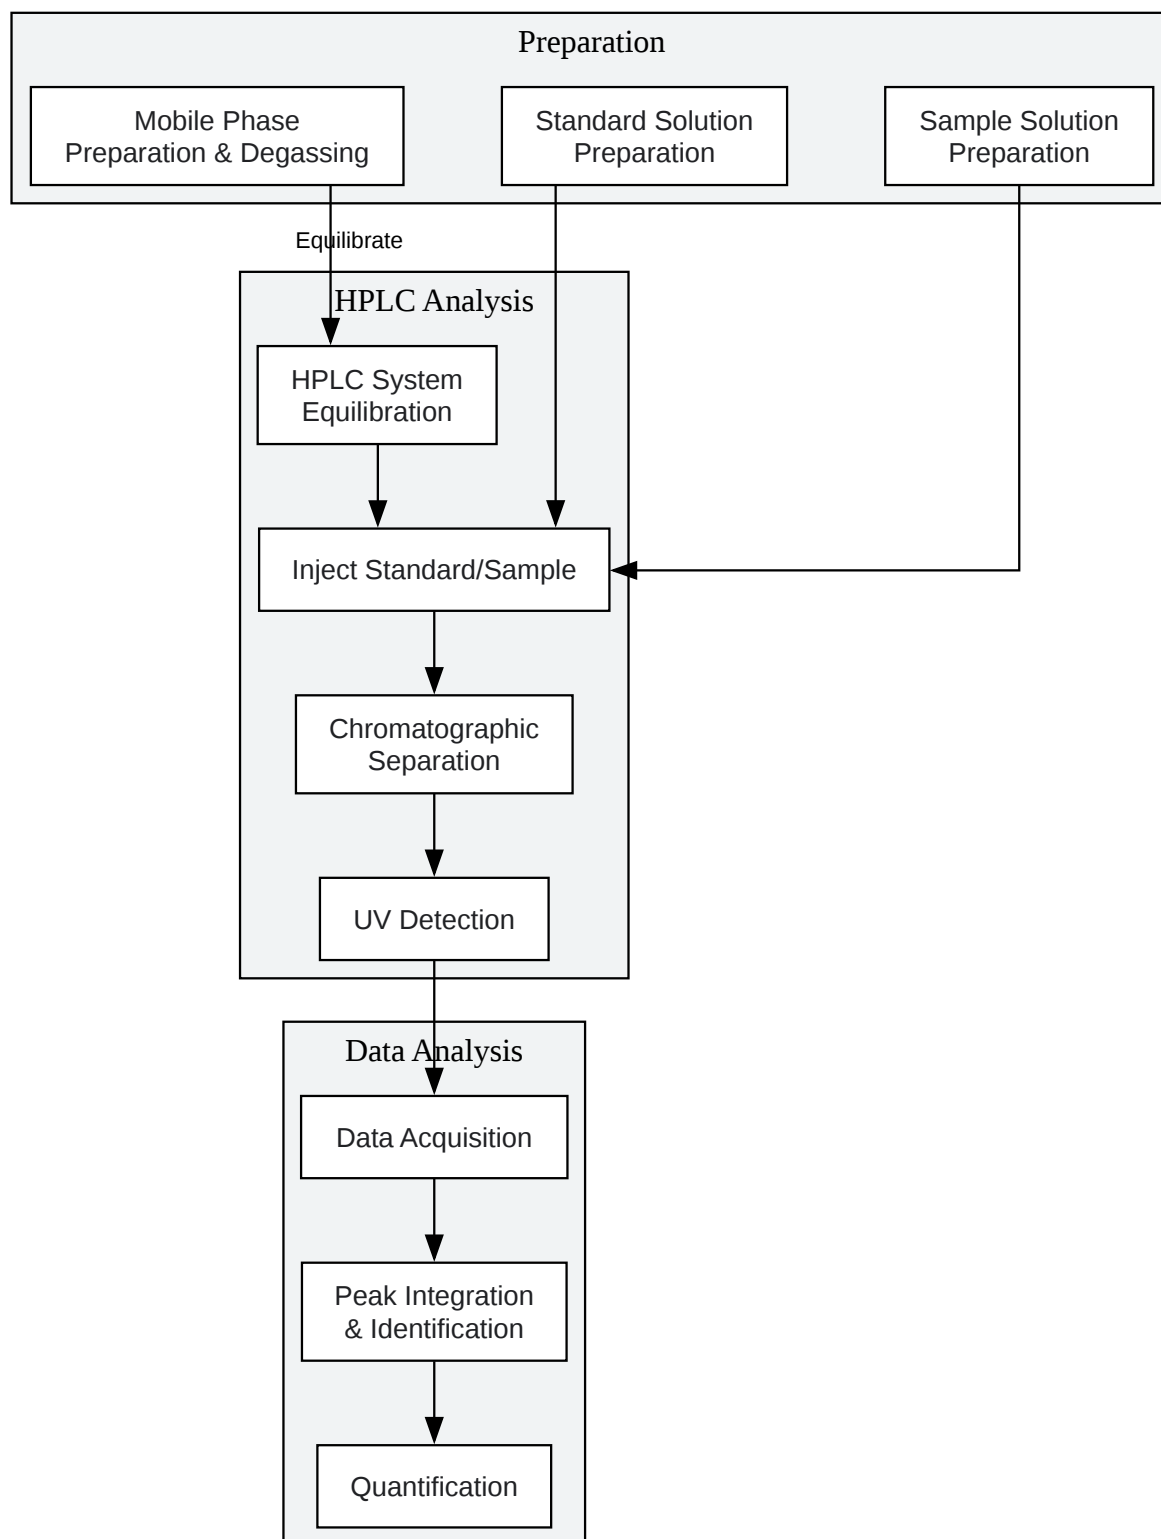 Preparation
Mobile Phase
Preparation & Degassing
Standard Solution
Preparation
Sample Solution
Preparation
Equilibrate
HPLC Analysis
HPLC System
Equilibration
Inject Standard/Sample
Chromatographic
Separation
UV Detection
Data Analysis
Data Acquisition
Peak Integration
& Identification
Quantification